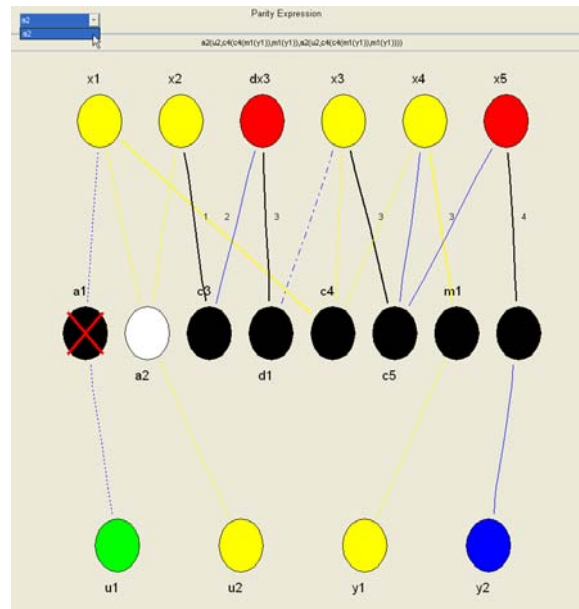 Parity Expression
a2
a2
a2(u2,c4(c4(m1(y1)),m1(y1)),a2(u2,c4(c4(m1(y1)),m1(y1))))
x1 x2 dx3 x3 x4 x5
1 2 3 3 3 4
a1 c3 c4 m1
a2 d1 c5
u1 u2 y1 y2